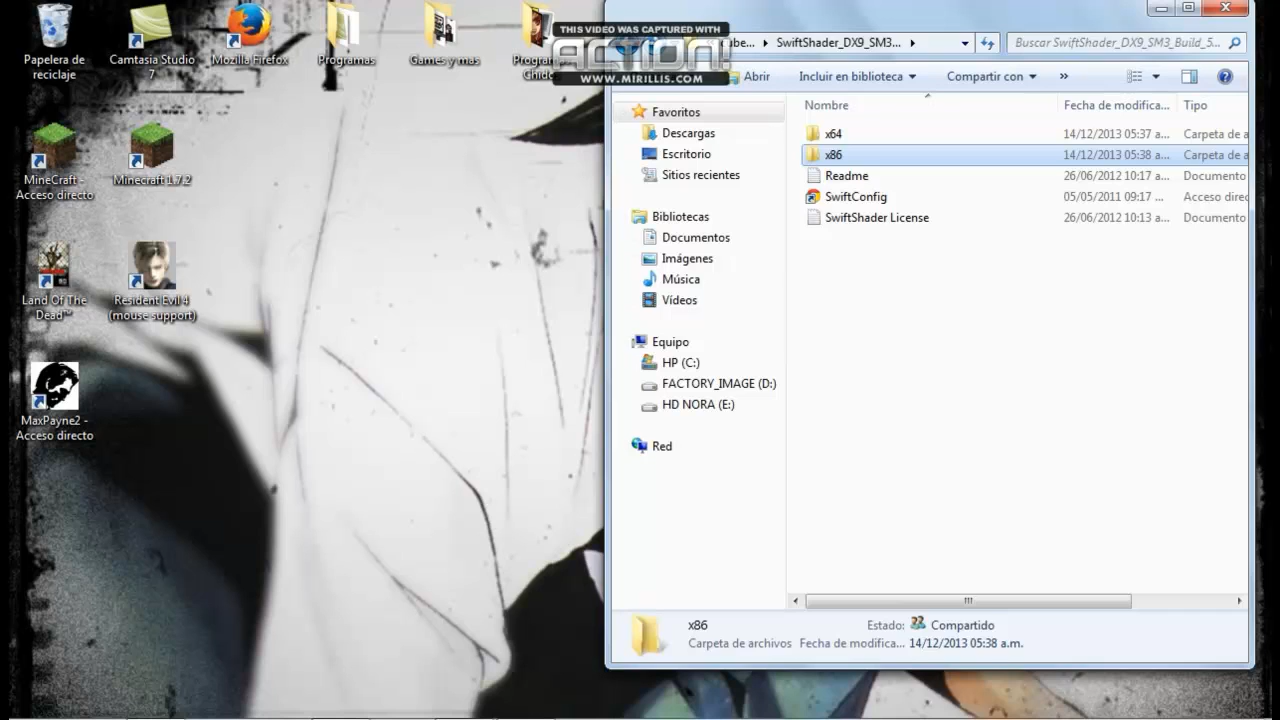 Papelera de
reciclaje
Camtasia Studio
7
Mozilla Firefox
Programas
Games y mas
Program
Chido
MineCraft -
Acceso directo
Minecraft 1.7.2
Land Of The
Dead™
Resident Evil 4
(mouse support)
MaxPayne2 -
Acceso directo
THIS VIDEO WAS CAPTURED WITH
ACTION!
WWW.MIRILLIS.COM
SwiftShader_DX9_SM3...
Buscar SwiftShader_DX9_SM3_Build_5...
Abrir
Incluir en biblioteca
Compartir con
»
Favoritos
Descargas
Escritorio
Sitios recientes
Bibliotecas
Documentos
Imágenes
Música
Vídeos
Equipo
HP (C:)
FACTORY_IMAGE (D:)
HD NORA (E:)
Red
Nombre Fecha de modifica... Tipo
x64 14/12/2013 05:37 a... Carpeta de a
x86 14/12/2013 05:38 a... Carpeta de a
Readme 26/06/2012 10:17 a... Documento
SwiftConfig 05/05/2011 09:17 ... Acceso direc
SwiftShader License 26/06/2012 10:13 a... Documento
x86 Estado: Compartido
Carpeta de archivos Fecha de modifica... 14/12/2013 05:38 a.m.